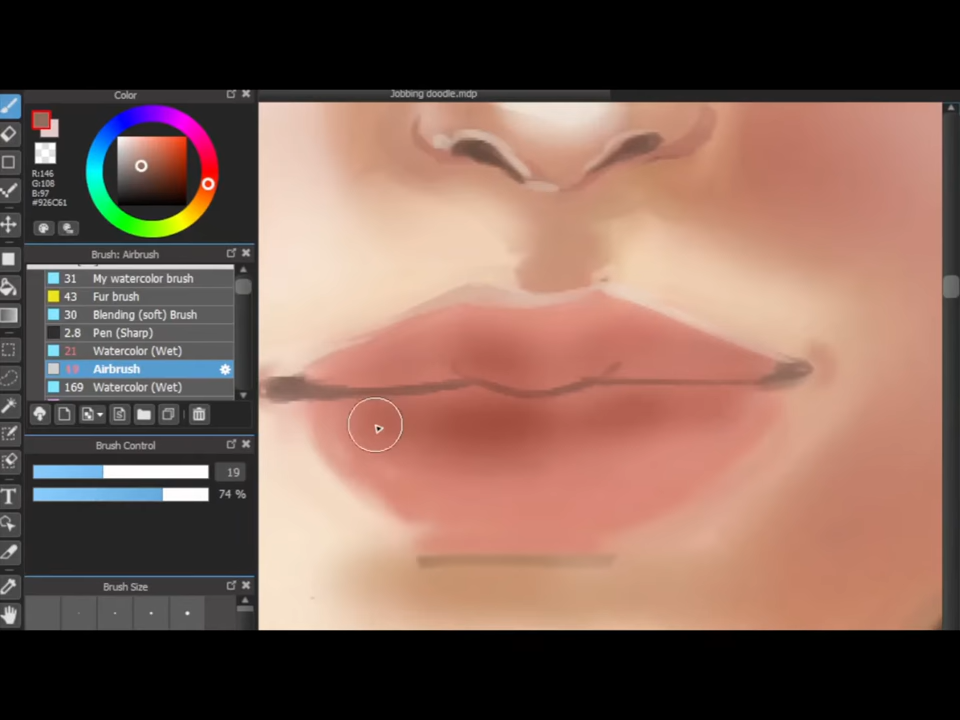 Color
Jobbing doodle.mdp
R:146
G:108
B:97
#926C61
Brush: Airbrush
31 My watercolor brush
43 Fur brush
30 Blending (soft) Brush
2.8 Pen (Sharp)
21 Watercolor (Wet)
19 Airbrush
169 Watercolor (Wet)
Brush Control
19
74 %
Brush Size
T